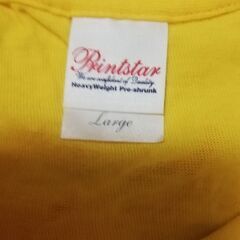 Printstar
We are confident of Quality
HeavyWeight Pre-shrunk
Large